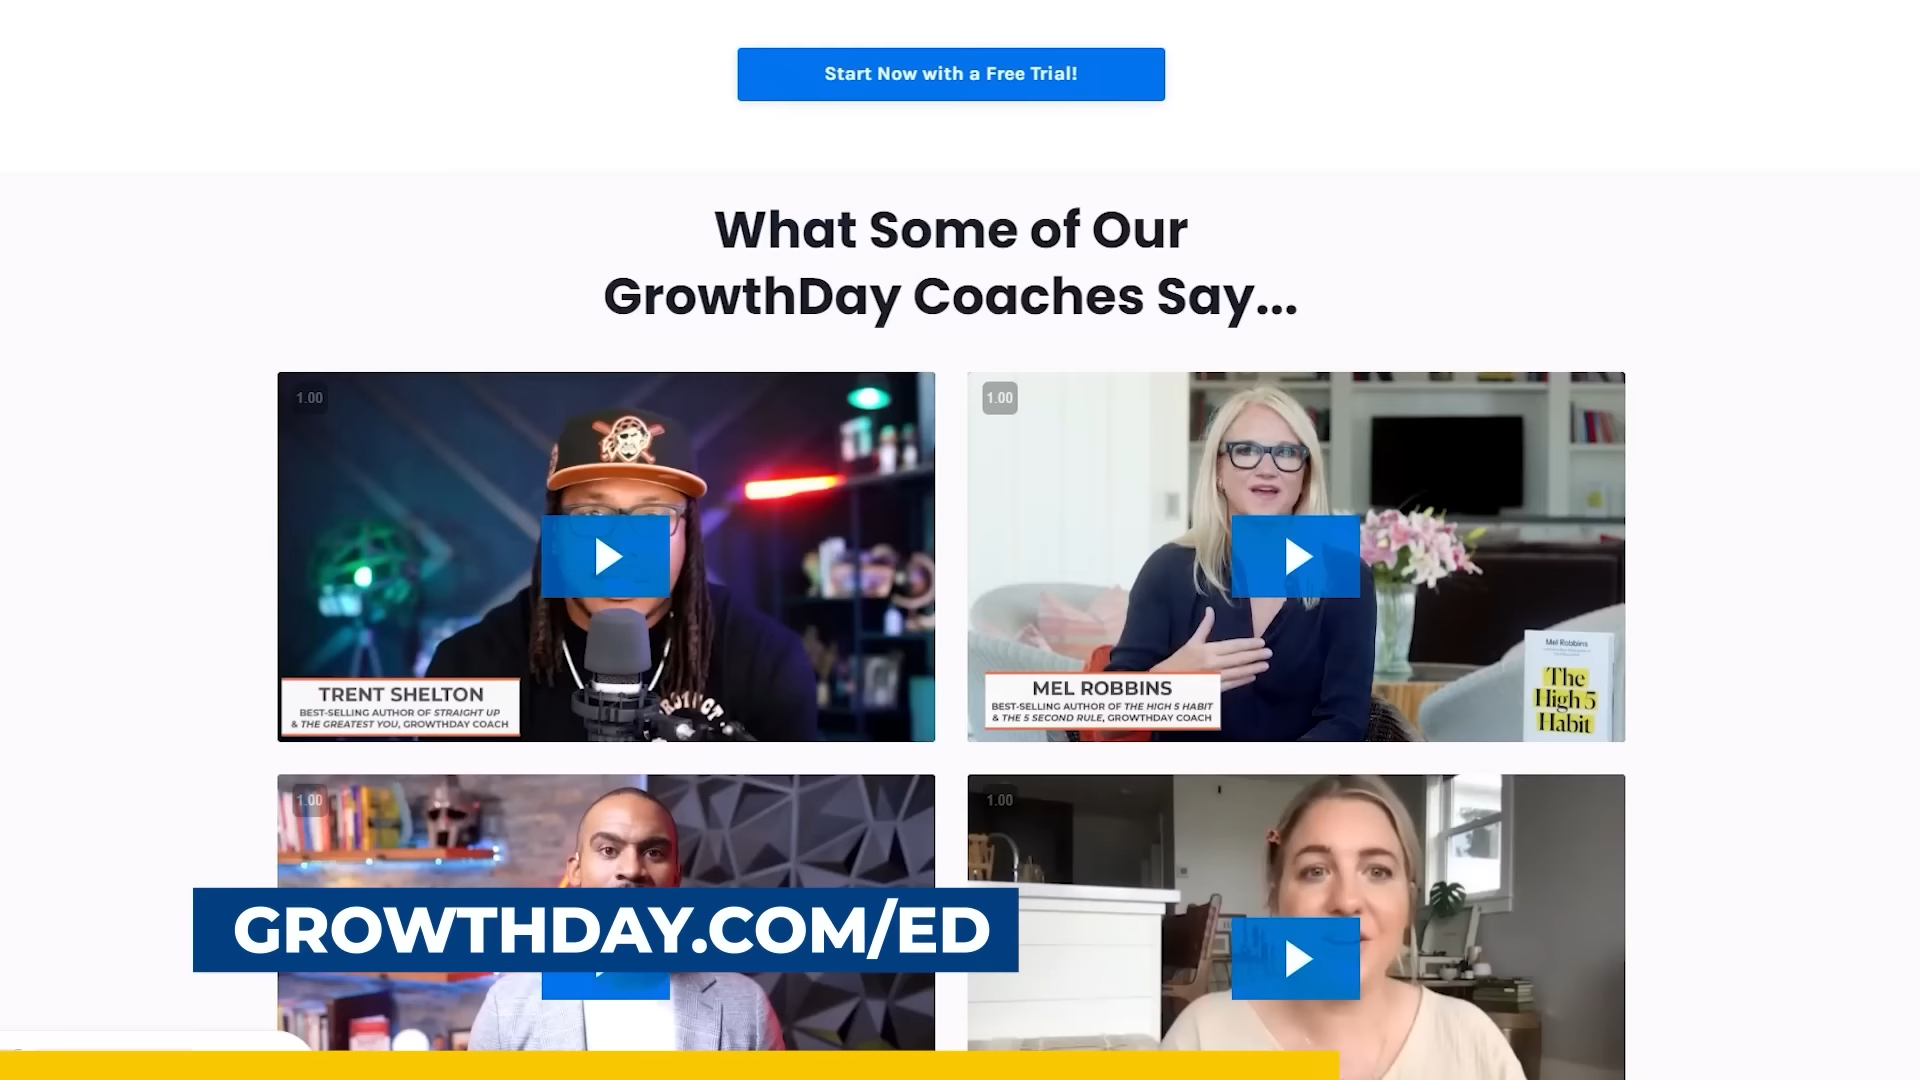 Start Now with a Free Trial!
What Some of Our
GrowthDay Coaches Say...
1.00
1.00
TRENT SHELTON
BEST-SELLING AUTHOR OF STRAIGHT UP
& THE GREATEST YOU, GROWTHDAY COACH
MEL ROBBINS
BEST-SELLING AUTHOR OF THE HIGH 5 HABIT
& THE 5 SECOND RULE, GROWTHDAY COACH
Mel Robbins
The
High 5
Habit
1.00
1.00
GROWTHDAY.COM/ED